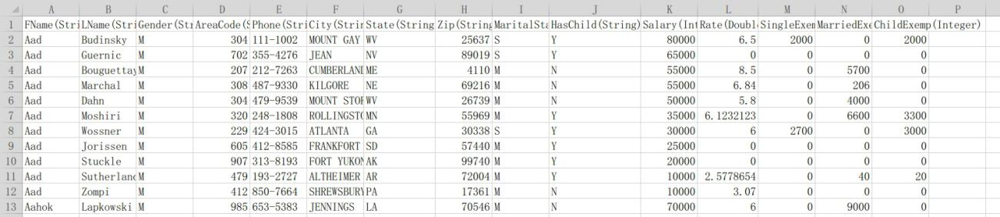 A B C D E F G H I J K L M N O P
1 FName(Stri LName(Stri Gender(Str AreaCode(S Phone(Stri City(Strin State(String Zip(String MaritalSta HasChild(String) Salary(Int Rate(Doubl SingleExem MarriedExe ChildExemp(Integer)
2 Aad Budinsky M 304 111-1002 MOUNT GAY WV 25637 S Y 80000 6.5 2000 0 2000
3 Aad Guernic M 702 355-4276 JEAN NV 89019 S Y 65000 0 0 0 0
4 Aad Bouguettay M 207 212-7263 CUMBERLAND ME 4110 M N 55000 8.5 0 5700 0
5 Aad Marchal M 308 487-9330 KILGORE NE 69216 M N 55000 6.84 0 206 0
6 Aad Dahn M 304 479-9539 MOUNT STOR WV 26739 M N 50000 5.8 0 4000 0
7 Aad Moshiri M 320 248-1808 ROLLINGSTO MN 55969 M Y 35000 6.1232123 0 6600 3300
8 Aad Wossner M 229 424-3015 ATLANTA GA 30338 S Y 30000 6 2700 0 3000
9 Aad Jorissen M 605 412-8585 FRANKFORT SD 57440 M Y 25000 0 0 0 0
10 Aad Stuckle M 907 313-8193 FORT YUKON AK 99740 M Y 20000 0 0 0 0
11 Aad Sutherland M 479 193-2727 ALTHEIMER AR 72004 M Y 10000 2.5778654 0 40 20
12 Aad Zompi M 412 850-7664 SHREWSBURY PA 17361 M N 10000 3.07 0 0 0
13 Aahok Lapkowski M 985 653-5383 JENNINGS LA 70546 M N 70000 6 0 9000 0